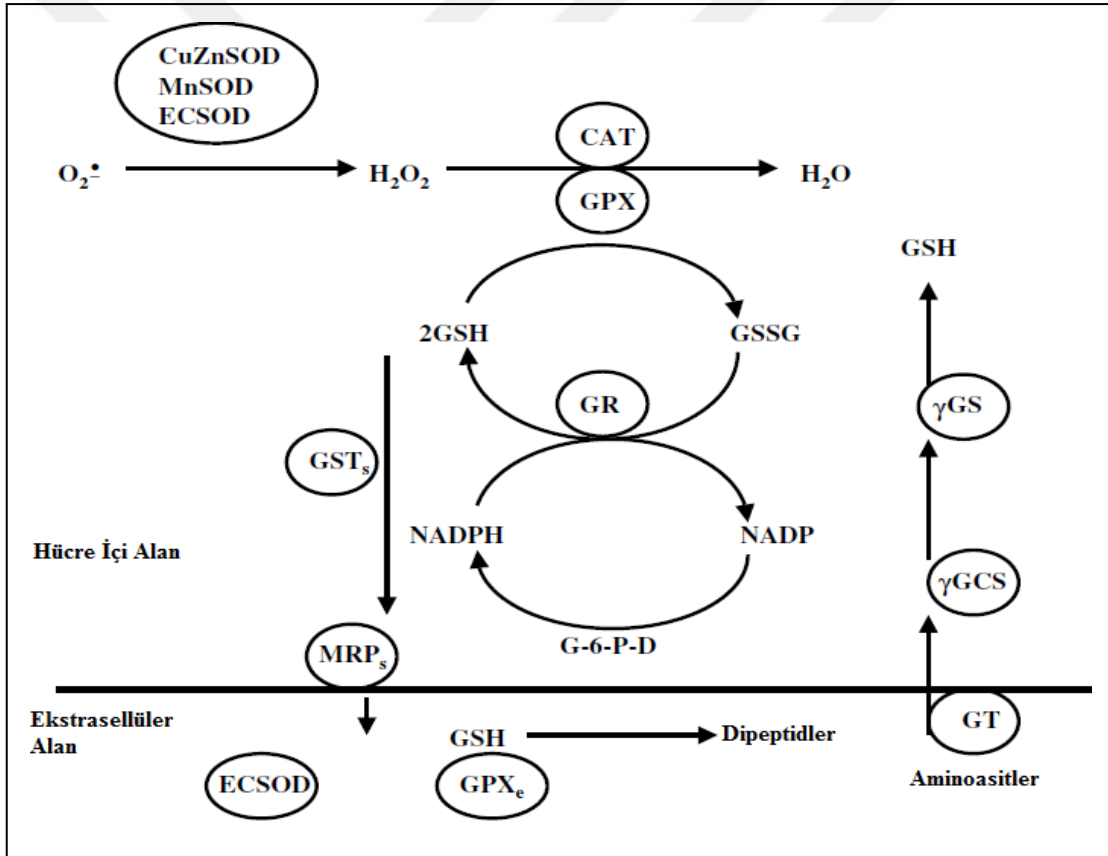 CuZnSOD
MnSOD
ECSOD
CAT
O₂•̲
H₂O₂
H₂O
GPX
GSH
2GSH
GSSG
GR
γGS
GSTₛ
NADPH
NADP
Hücre İçi Alan
γGCS
G-6-P-D
MRPₛ
Ekstrasellüler
Alan
GT
GSH
Dipeptidler
ECSOD
GPXₑ
Aminoasitler